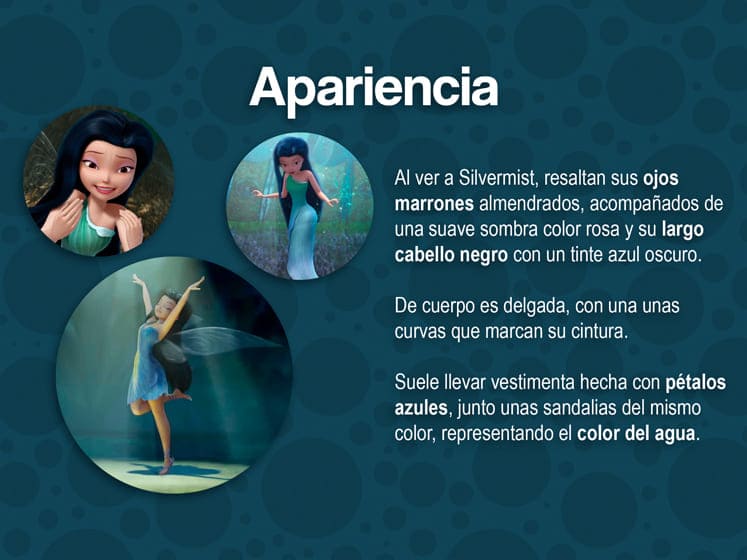 Apariencia
Al ver a Silvermist, resaltan sus ojos
marrones almendrados, acompañados de
una suave sombra color rosa y su largo
cabello negro con un tinte azul oscuro.
De cuerpo es delgada, con una unas
curvas que marcan su cintura.
Suele llevar vestimenta hecha con pétalos
azules, junto unas sandalias del mismo
color, representando el color del agua.